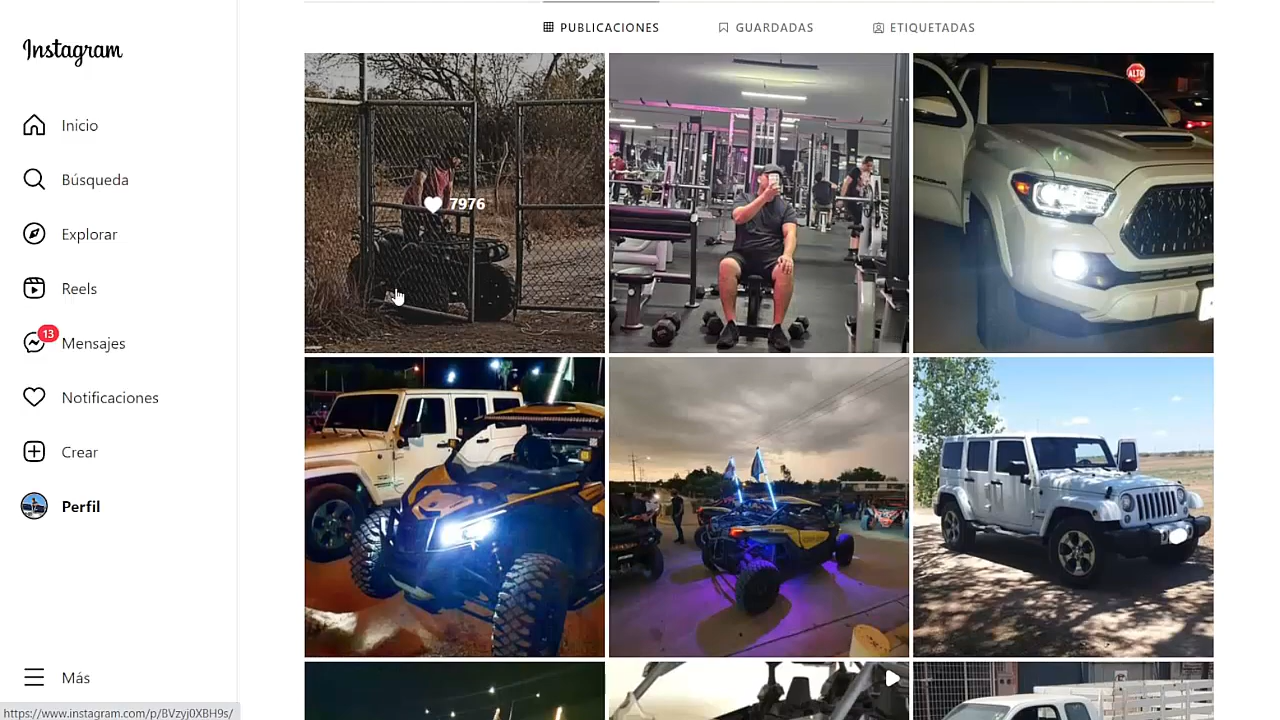 Instagram
PUBLICACIONES
GUARDADAS
ETIQUETADAS
Inicio
Búsqueda
Explorar
Reels
13
Mensajes
Notificaciones
Crear
Perfil
Más
7976
ALTO
https://www.instagram.com/p/BVzyj0XBH9s/